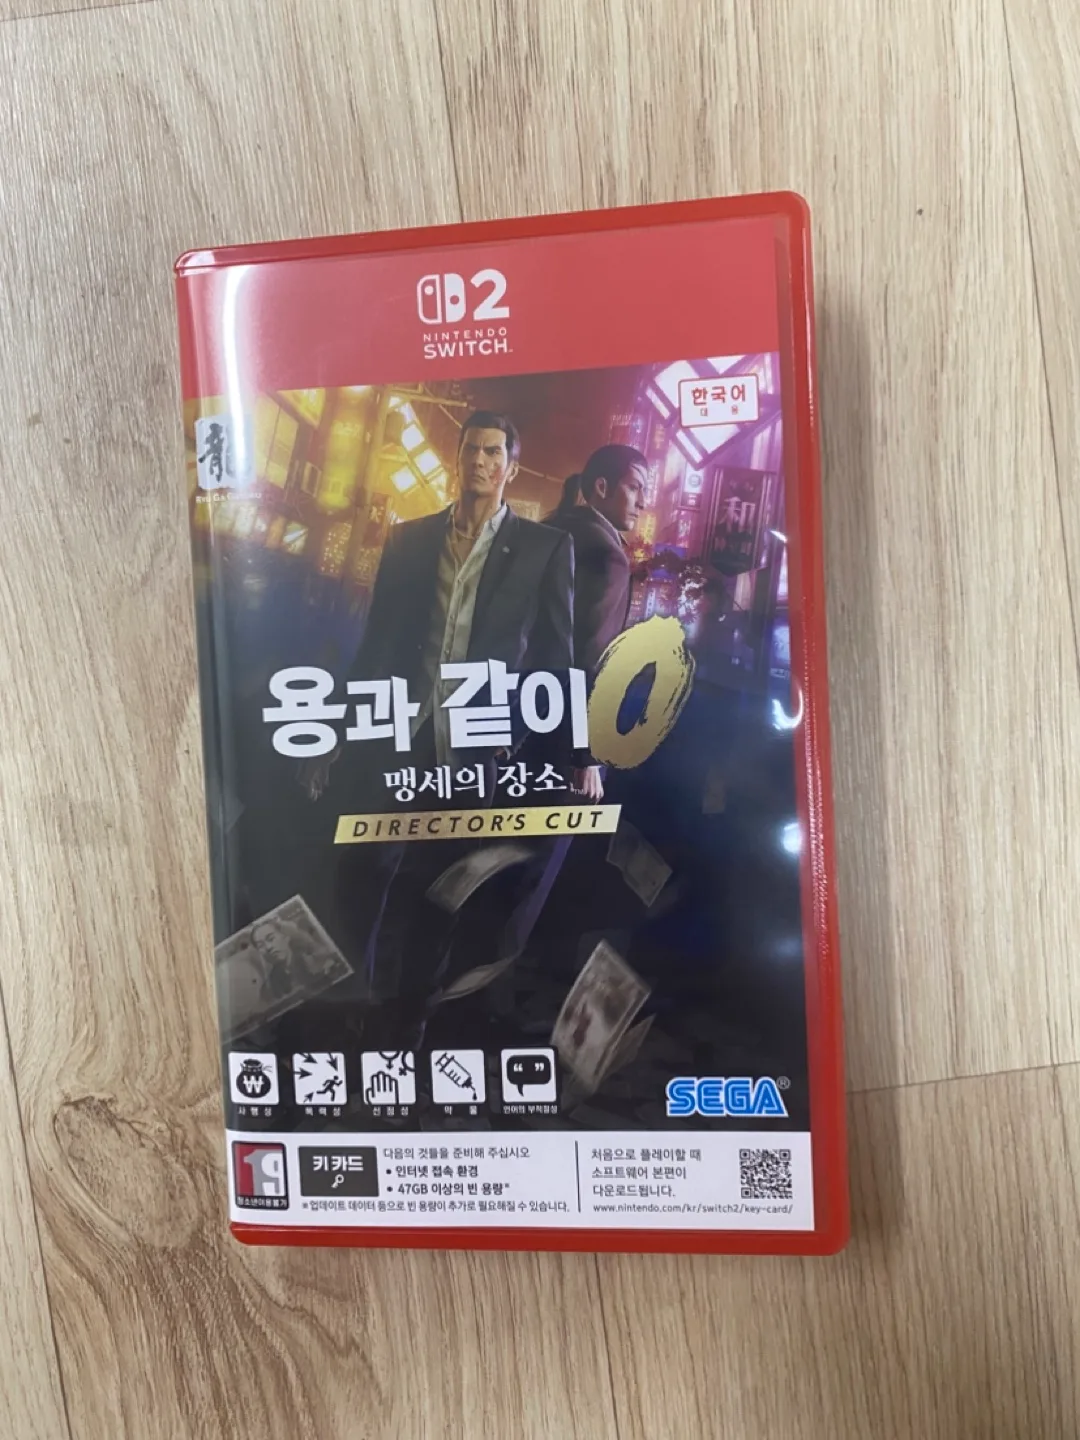 2
NINTENDO
SWITCH™
한국어
대 응
龍
Ryu Ga Gotoku
和
용과 같이 0
맹세의 장소™
DIRECTOR'S CUT
사행성
폭력성
선정성
약물
언어의 부적절성
SEGA®
19
청소년이용불가
키 카드
다음의 것들을 준비해 주십시오
• 인터넷 접속 환경
• 47GB 이상의 빈 용량*
※업데이트 데이터 등으로 빈 용량이 추가로 필요해질 수 있습니다.
처음으로 플레이할 때
소프트웨어 본편이
다운로드됩니다.
www.nintendo.com/kr/switch2/key-card/